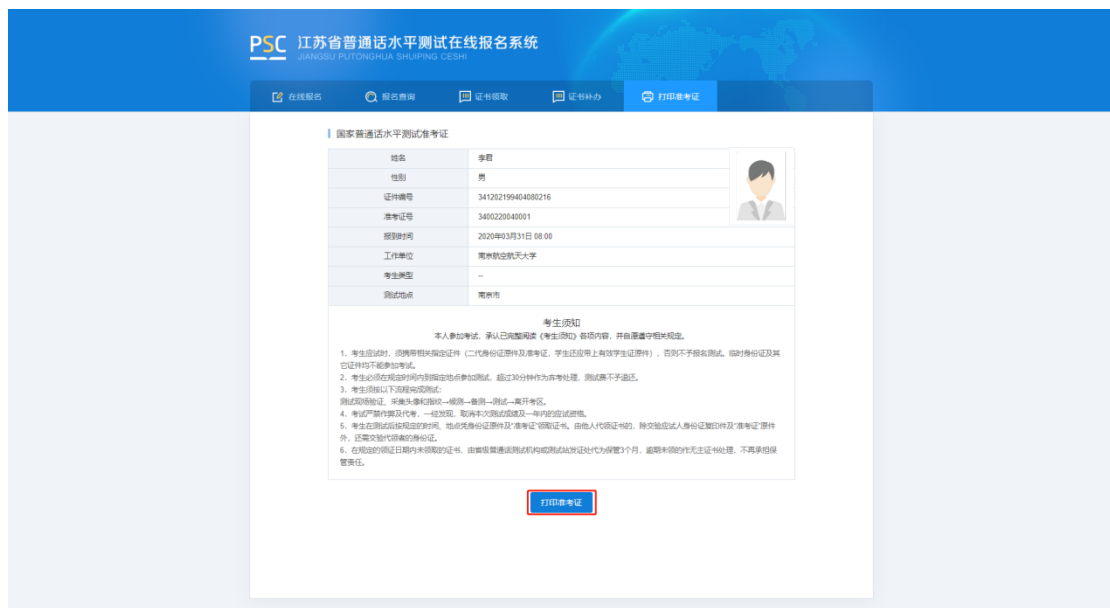 PSC 江苏省普通话水平测试在线报名系统
JIANGSU PUTONGHUA SHUIPING CESHI
在线报名 报名查询 证书领取 证书补办 打印准考证
国家普通话水平测试准考证
姓名 李君
性别 男
证件编号 341202199404080216
准考证号 3400220040001
报到时间 2020年03月31日 08:00
工作单位 南京航空航天大学
考生类型 --
测试地点 南京市
考生须知
本人参加考试，承认已完整阅读《考生须知》各项内容，并自愿遵守相关规定。
1、考生应试时，须携带相关指定证件（二代身份证原件及准考证，学生还应带上有效学生证原件），否则不予报名测试。临时身份证及其
它证件均不能参加考试。
2、考生必须在规定时间内到指定地点参加测试，超过30分钟作为弃考处理，测试费不予退还。
3、考生须按以下流程完成测试:
测试现场验证、采集头像和指纹→候测→备测→测试→离开考区。
4、考试严禁作弊及代考，一经发现，取消本次测试成绩及一年内的应试资格。
5、考生在测试后按规定的时间、地点凭身份证原件及"准考证"领取证书。由他人代领证书的，除交验应试人身份证复印件及"准考证"原件
外，还需交验代领者的身份证。
6、在规定的领证日期内未领取的证书，由省级普通话测试机构或测试站发证处代为保管3个月，逾期未领的作无主证书处理，不再承担保
管责任。
打印准考证